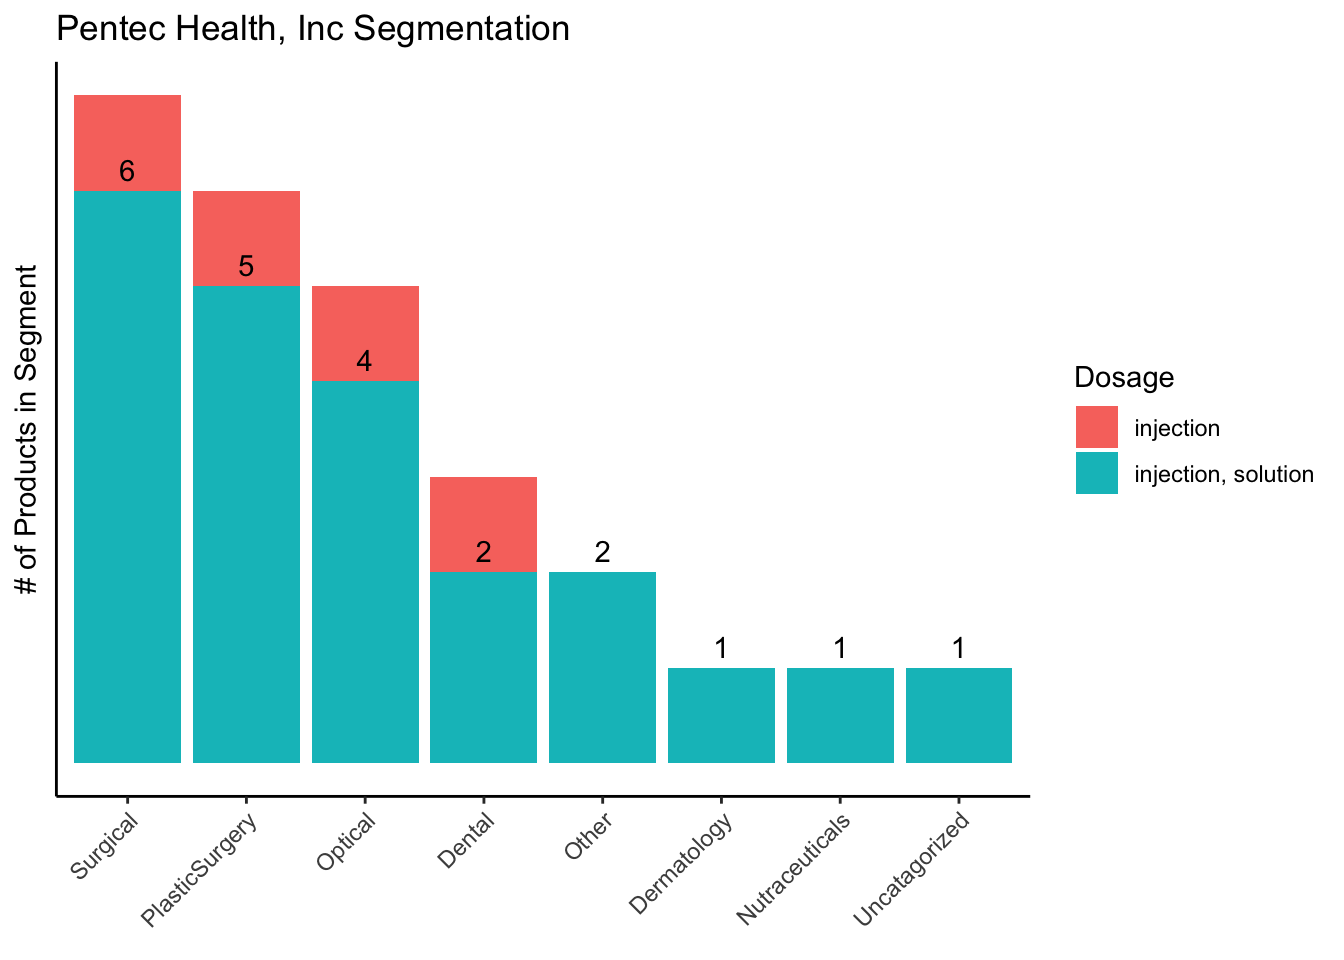 Pentec Health, Inc Segmentation
# of Products in Segment
6
5
4
2
2
1
1
1
Surgical
PlasticSurgery
Optical
Dental
Other
Dermatology
Nutraceuticals
Uncatagorized
Dosage
injection
injection, solution